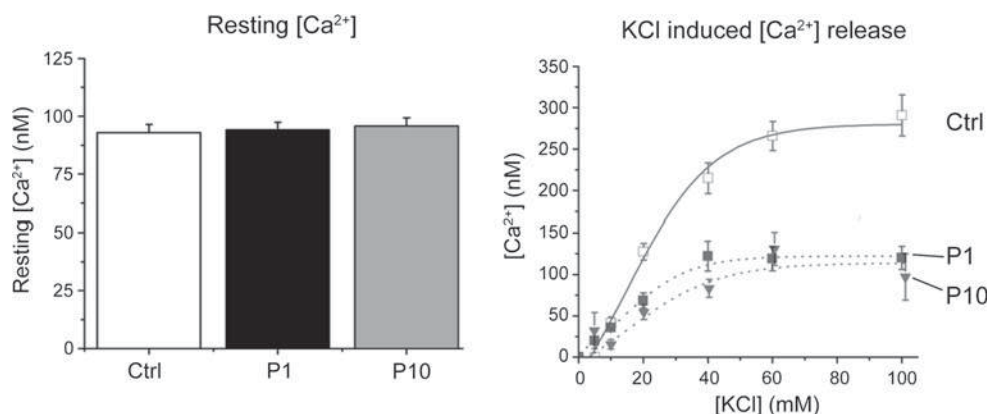 Resting [Ca²⁺]
Resting [Ca²⁺] (nM)
125
100
75
50
25
0
Ctrl P1 P10
KCl induced [Ca²⁺] release
[Ca²⁺] (nM)
350
300
250
200
150
100
50
0
0 20 40 60 80 100
[KCl] (mM)
Ctrl
P1
P10